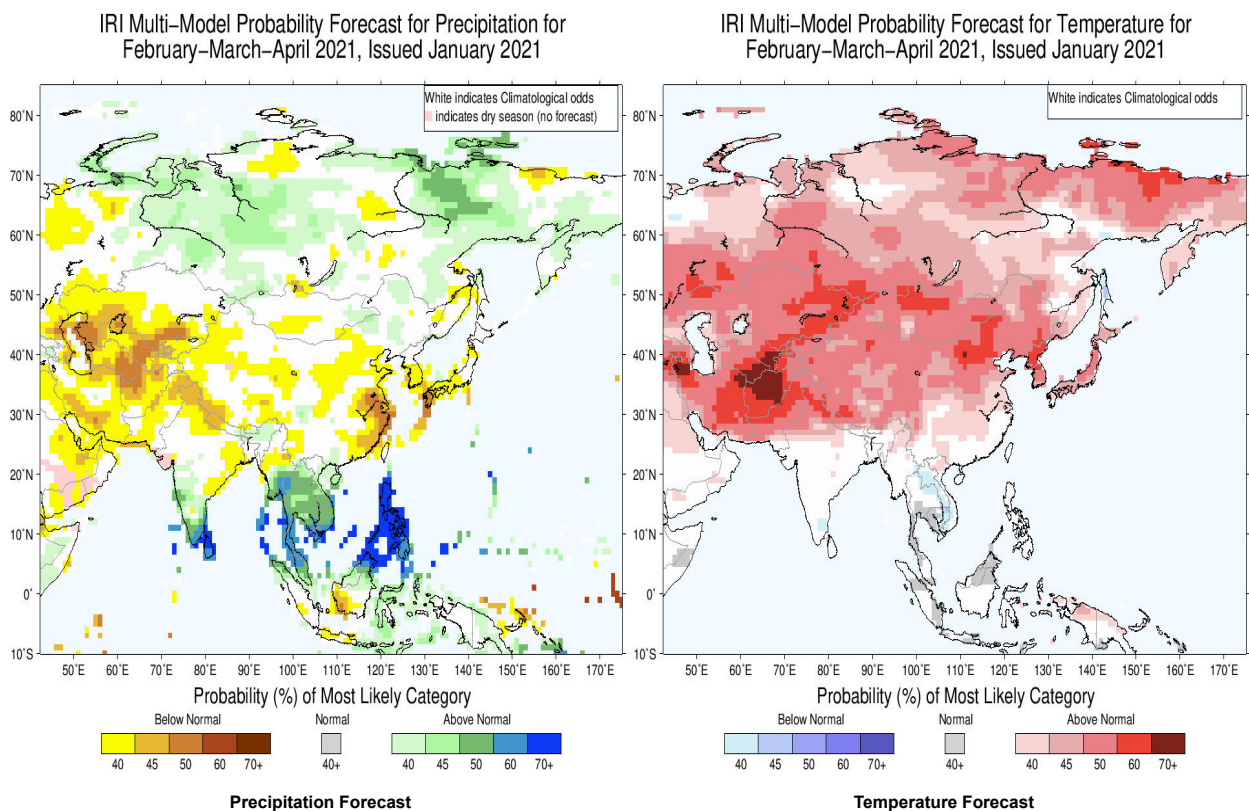 IRI Multi-Model Probability Forecast for Precipitation for
February-March-April 2021, Issued January 2021
White indicates Climatological odds
indicates dry season (no forecast)
80˚N
70˚N
60˚N
50˚N
40˚N
30˚N
20˚N
10˚N
0˚
10˚S
50˚E 60˚E 70˚E 80˚E 90˚E 100˚E 110˚E 120˚E 130˚E 140˚E 150˚E 160˚E 170˚E
Probability (%) of Most Likely Category
Below Normal Normal Above Normal
40 45 50 60 70+ 40+ 40 45 50 60 70+
Precipitation Forecast
IRI Multi-Model Probability Forecast for Temperature for
February-March-April 2021, Issued January 2021
White indicates Climatological odds
80˚N
70˚N
60˚N
50˚N
40˚N
30˚N
20˚N
10˚N
0˚
10˚S
50˚E 60˚E 70˚E 80˚E 90˚E 100˚E 110˚E 120˚E 130˚E 140˚E 150˚E 160˚E 170˚E
Probability (%) of Most Likely Category
Below Normal Normal Above Normal
40 45 50 60 70+ 40+ 40 45 50 60 70+
Temperature Forecast